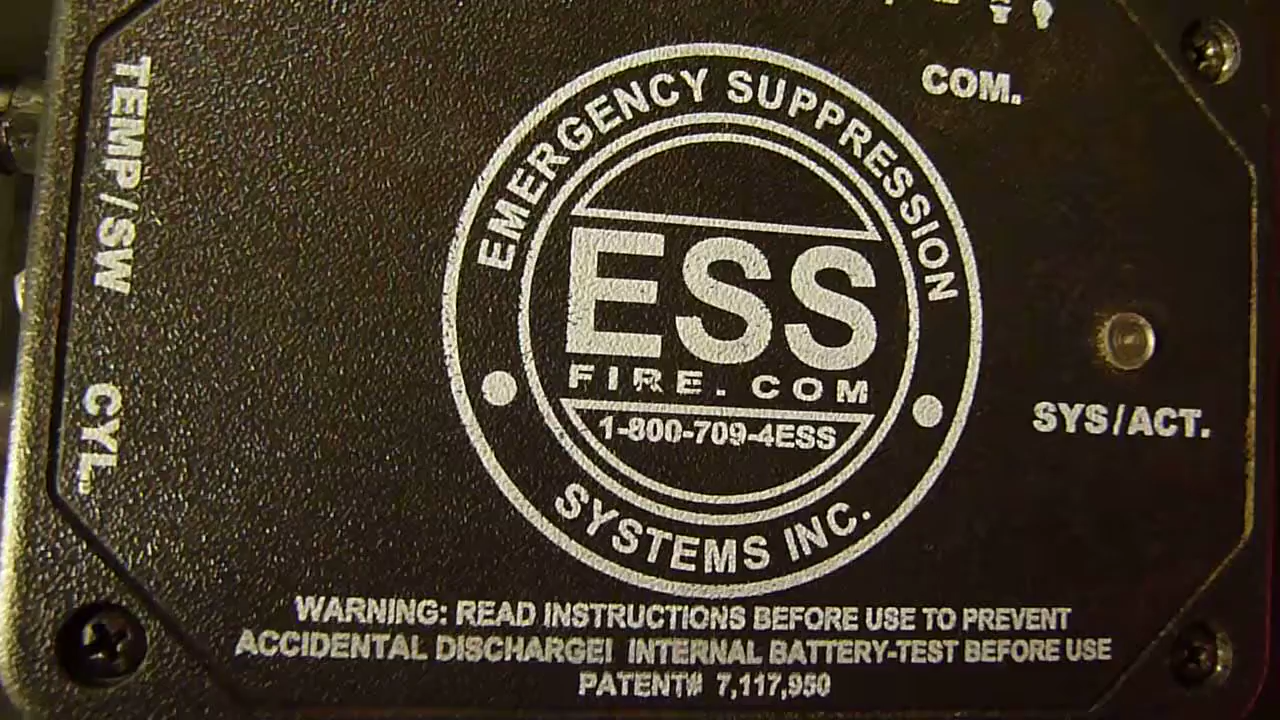 COM.
TEMP/SW
EMERGENCY SUPPRESSION
ESS
FIRE.COM
1-800-709-4ESS
SYSTEMS INC.
SYS/ACT.
CYL.
WARNING: READ INSTRUCTIONS BEFORE USE TO PREVENT
ACCIDENTAL DISCHARGE! INTERNAL BATTERY-TEST BEFORE USE
PATENT# 7,117,950